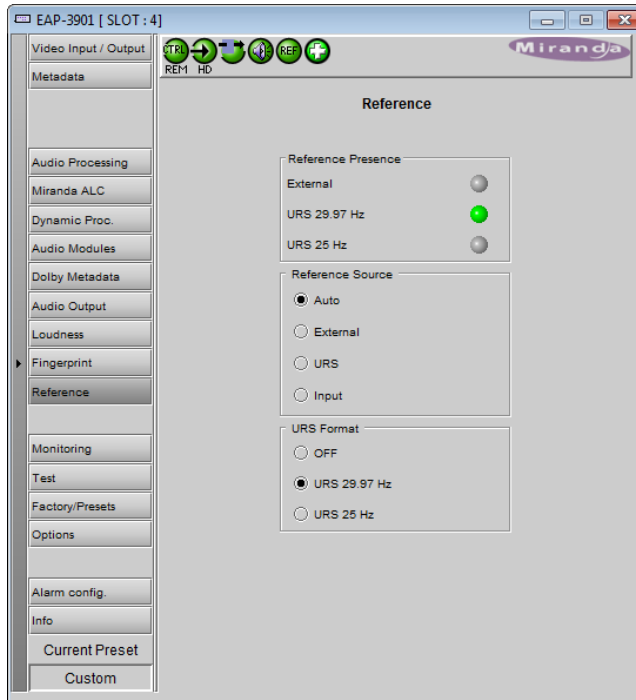 EAP-3901 [ SLOT : 4]
Video Input / Output
Metadata
Audio Processing
Miranda ALC
Dynamic Proc.
Audio Modules
Dolby Metadata
Audio Output
Loudness
Fingerprint
Reference
Monitoring
Test
Factory/Presets
Options
Alarm config.
Info
Current Preset
Custom
CTRL
REF
REM HD
Miranda
Reference
Reference Presence
External
URS 29.97 Hz
URS 25 Hz
Reference Source
Auto
External
URS
Input
URS Format
OFF
URS 29.97 Hz
URS 25 Hz